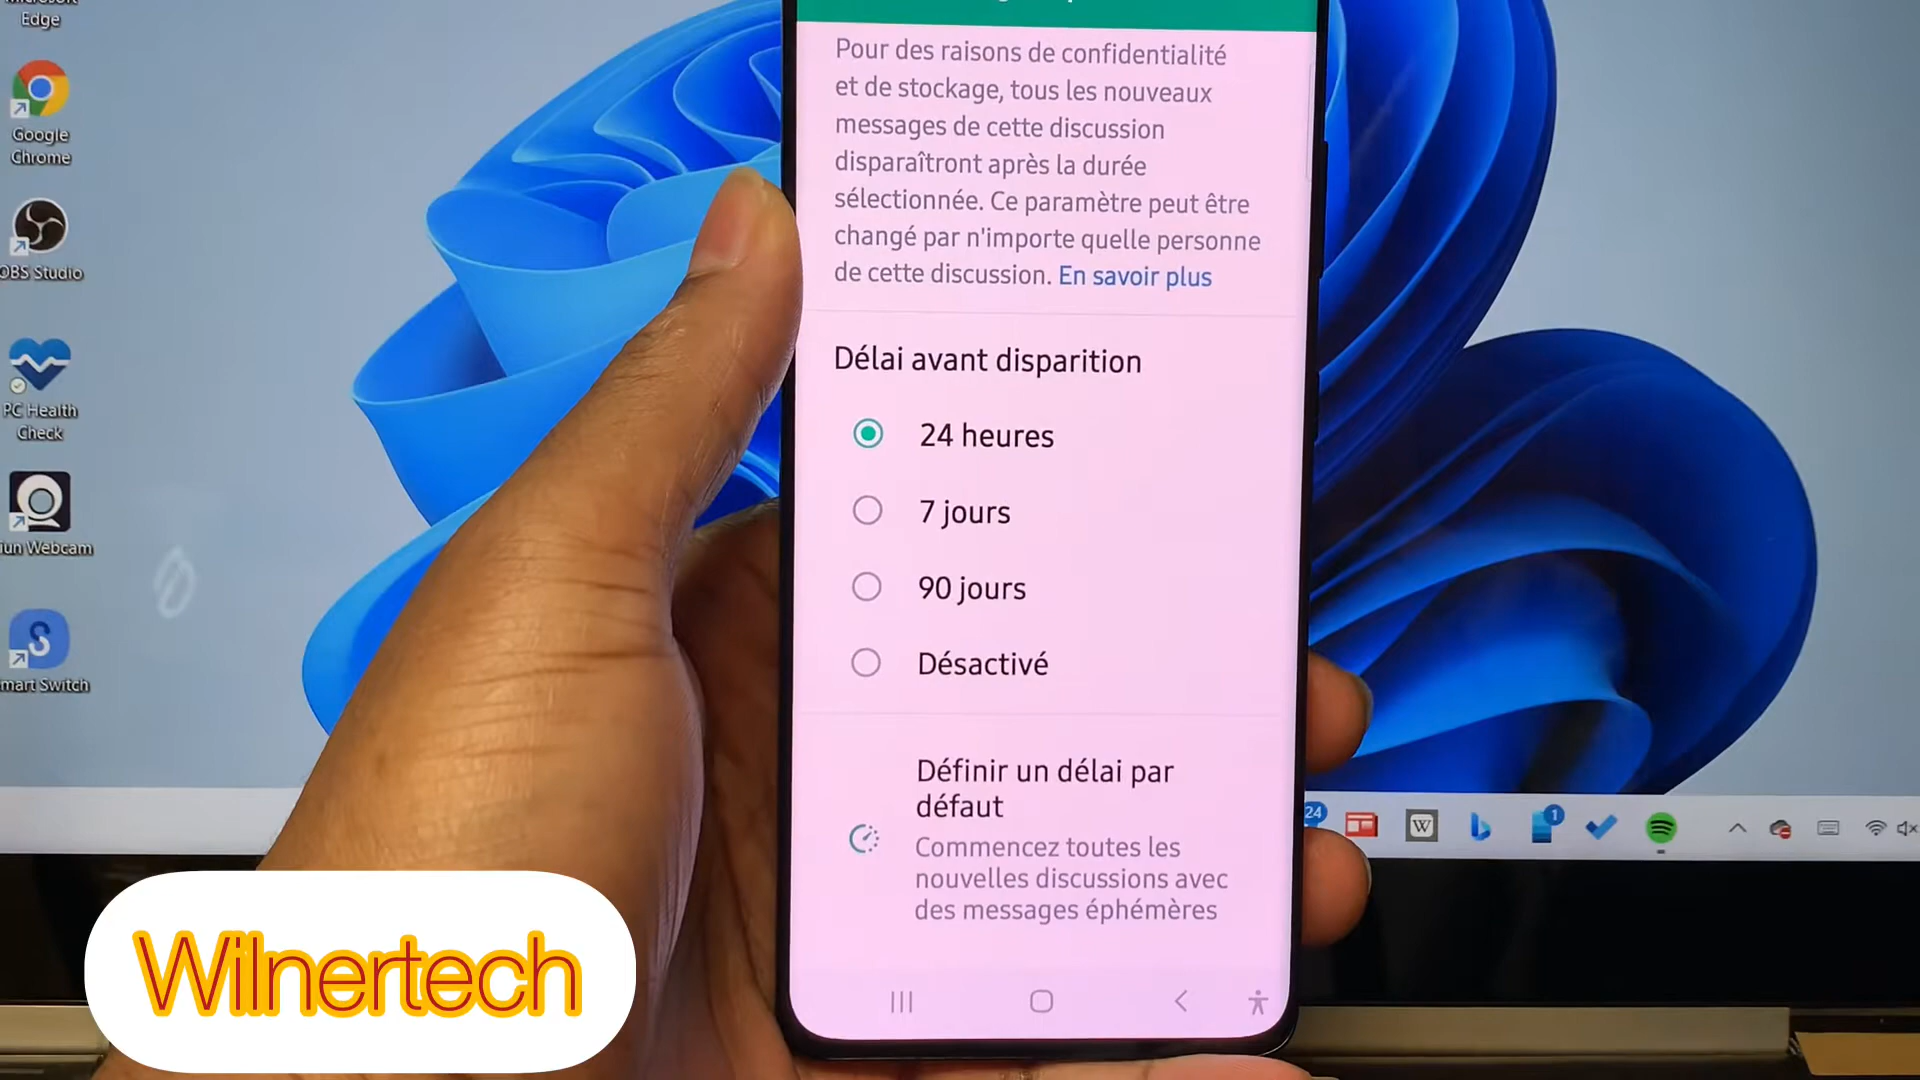 Edge
Google
Chrome
OBS Studio
PC Health
Check
Webcam
Smart Switch
Pour des raisons de confidentialité
et de stockage, tous les nouveaux
messages de cette discussion
disparaîtront après la durée
sélectionnée. Ce paramètre peut être
changé par n'importe quelle personne
de cette discussion. En savoir plus
Délai avant disparition
24 heures
7 jours
90 jours
Désactivé
Définir un délai par
défaut
Commencez toutes les
nouvelles discussions avec
des messages éphémères
24
W
1
Wilnertech